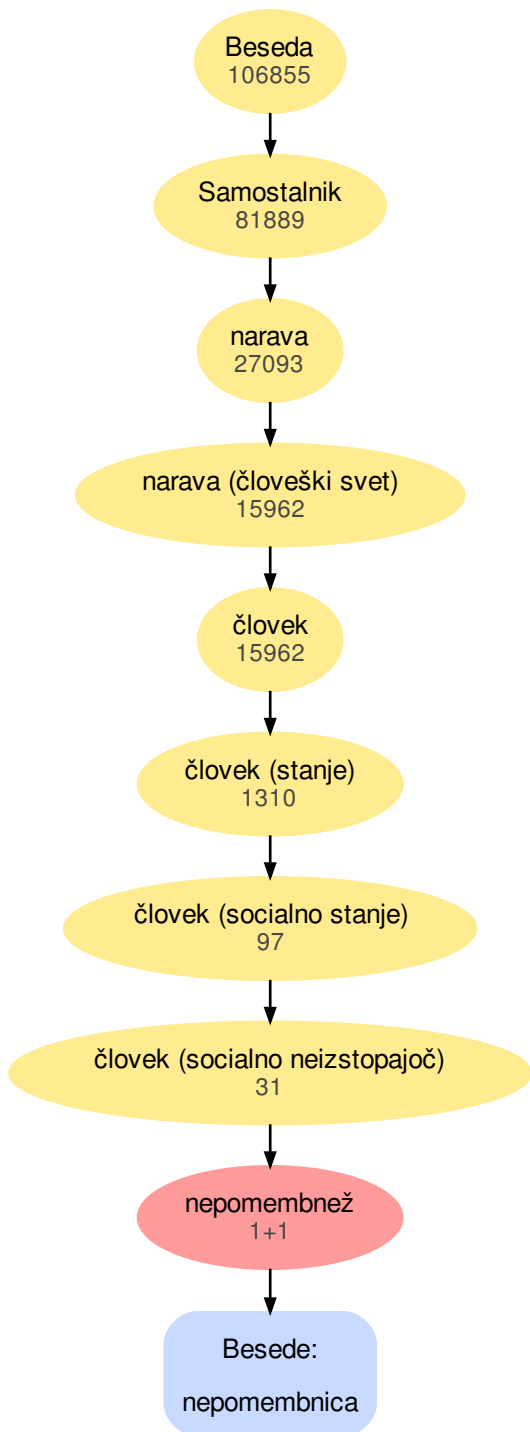 Beseda
106855
Samostalnik
81889
narava
27093
narava (človeški svet)
15962
človek
15962
človek (stanje)
1310
človek (socialno stanje)
97
človek (socialno neizstopajoč)
31
nepomembnež
1+1
Besede:
nepomembnica